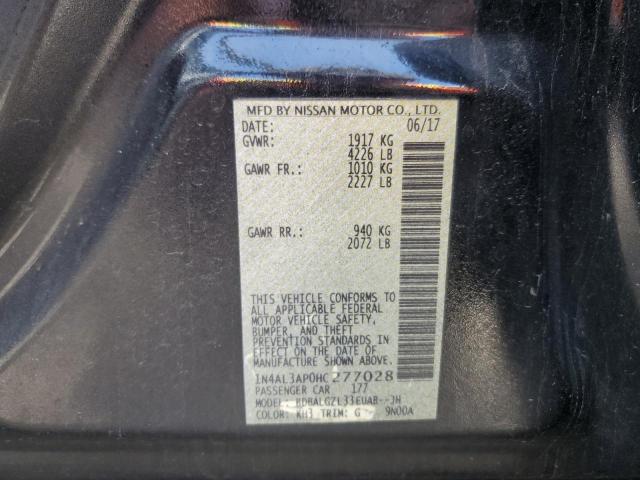 MFD BY NISSAN MOTOR CO., LTD.
DATE: 06/17
GVWR: 1917 KG
4226 LB
GAWR FR.: 1010 KG
2227 LB
GAWR RR.: 940 KG
2072 LB
THIS VEHICLE CONFORMS TO
ALL APPLICABLE FEDERAL
MOTOR VEHICLE SAFETY,
BUMPER, AND THEFT
PREVENTION STANDARDS IN
EFFECT ON THE DATE OF
MANUFACTURE SHOWN ABOVE.
1N4AL3AP0HC277028
PASSENGER CAR 177
MODEL: BDBALGZL33EUAB--JH
COLOR: KH3 TRIM: G 9N00A